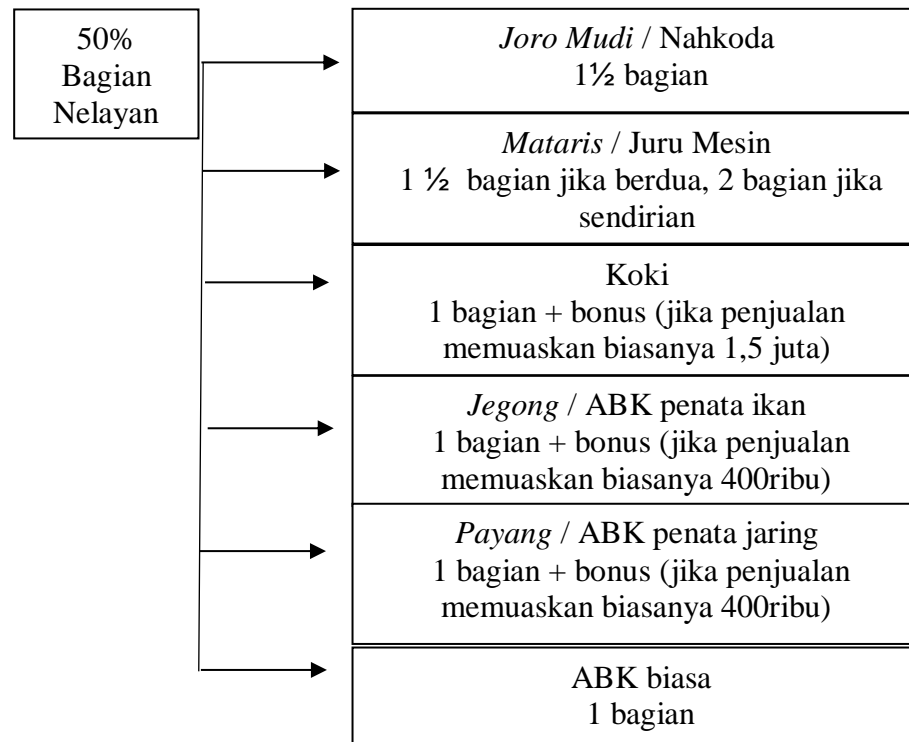 50%
Bagian
Nelayan
Joro Mudi / Nahkoda
1½ bagian
Mataris / Juru Mesin
1 ½ bagian jika berdua, 2 bagian jika
sendirian
Koki
1 bagian + bonus (jika penjualan
memuaskan biasanya 1,5 juta)
Jegong / ABK penata ikan
1 bagian + bonus (jika penjualan
memuaskan biasanya 400ribu)
Payang / ABK penata jaring
1 bagian + bonus (jika penjualan
memuaskan biasanya 400ribu)
ABK biasa
1 bagian